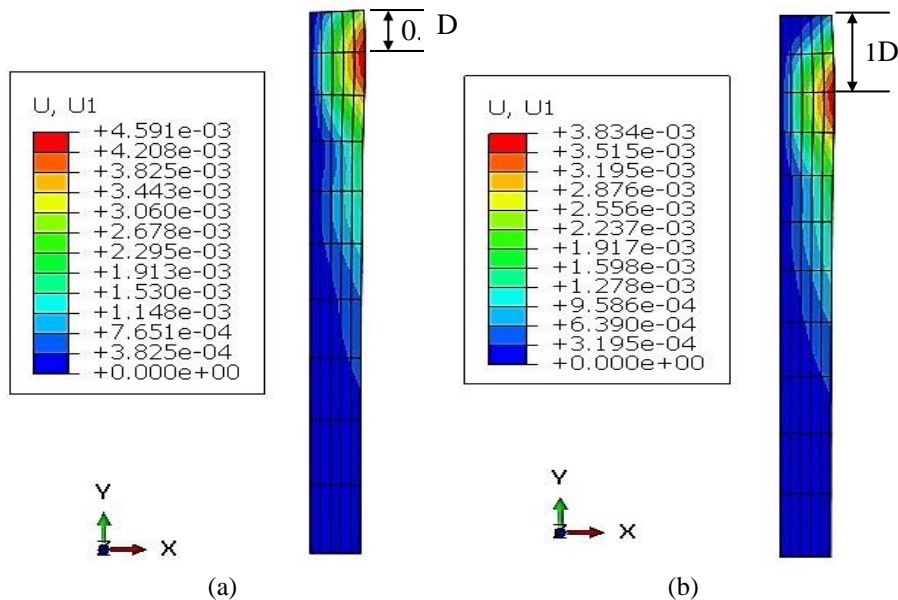 0. D
U, U1
+4.591e-03
+4.208e-03
+3.825e-03
+3.443e-03
+3.060e-03
+2.678e-03
+2.295e-03
+1.913e-03
+1.530e-03
+1.148e-03
+7.651e-04
+3.825e-04
+0.000e+00
Y
X
Z
(a)
1D
U, U1
+3.834e-03
+3.515e-03
+3.195e-03
+2.876e-03
+2.556e-03
+2.237e-03
+1.917e-03
+1.598e-03
+1.278e-03
+9.586e-04
+6.390e-04
+3.195e-04
+0.000e+00
Y
X
Z
(b)